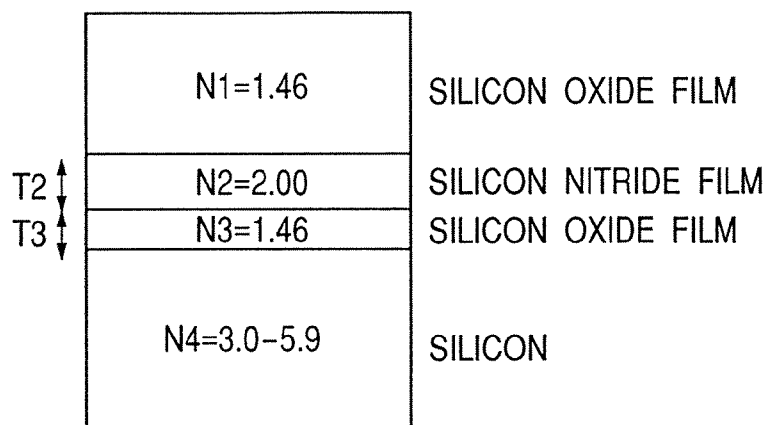 N1=1.46 SILICON OXIDE FILM
T2 N2=2.00 SILICON NITRIDE FILM
T3 N3=1.46 SILICON OXIDE FILM
N4=3.0-5.9 SILICON